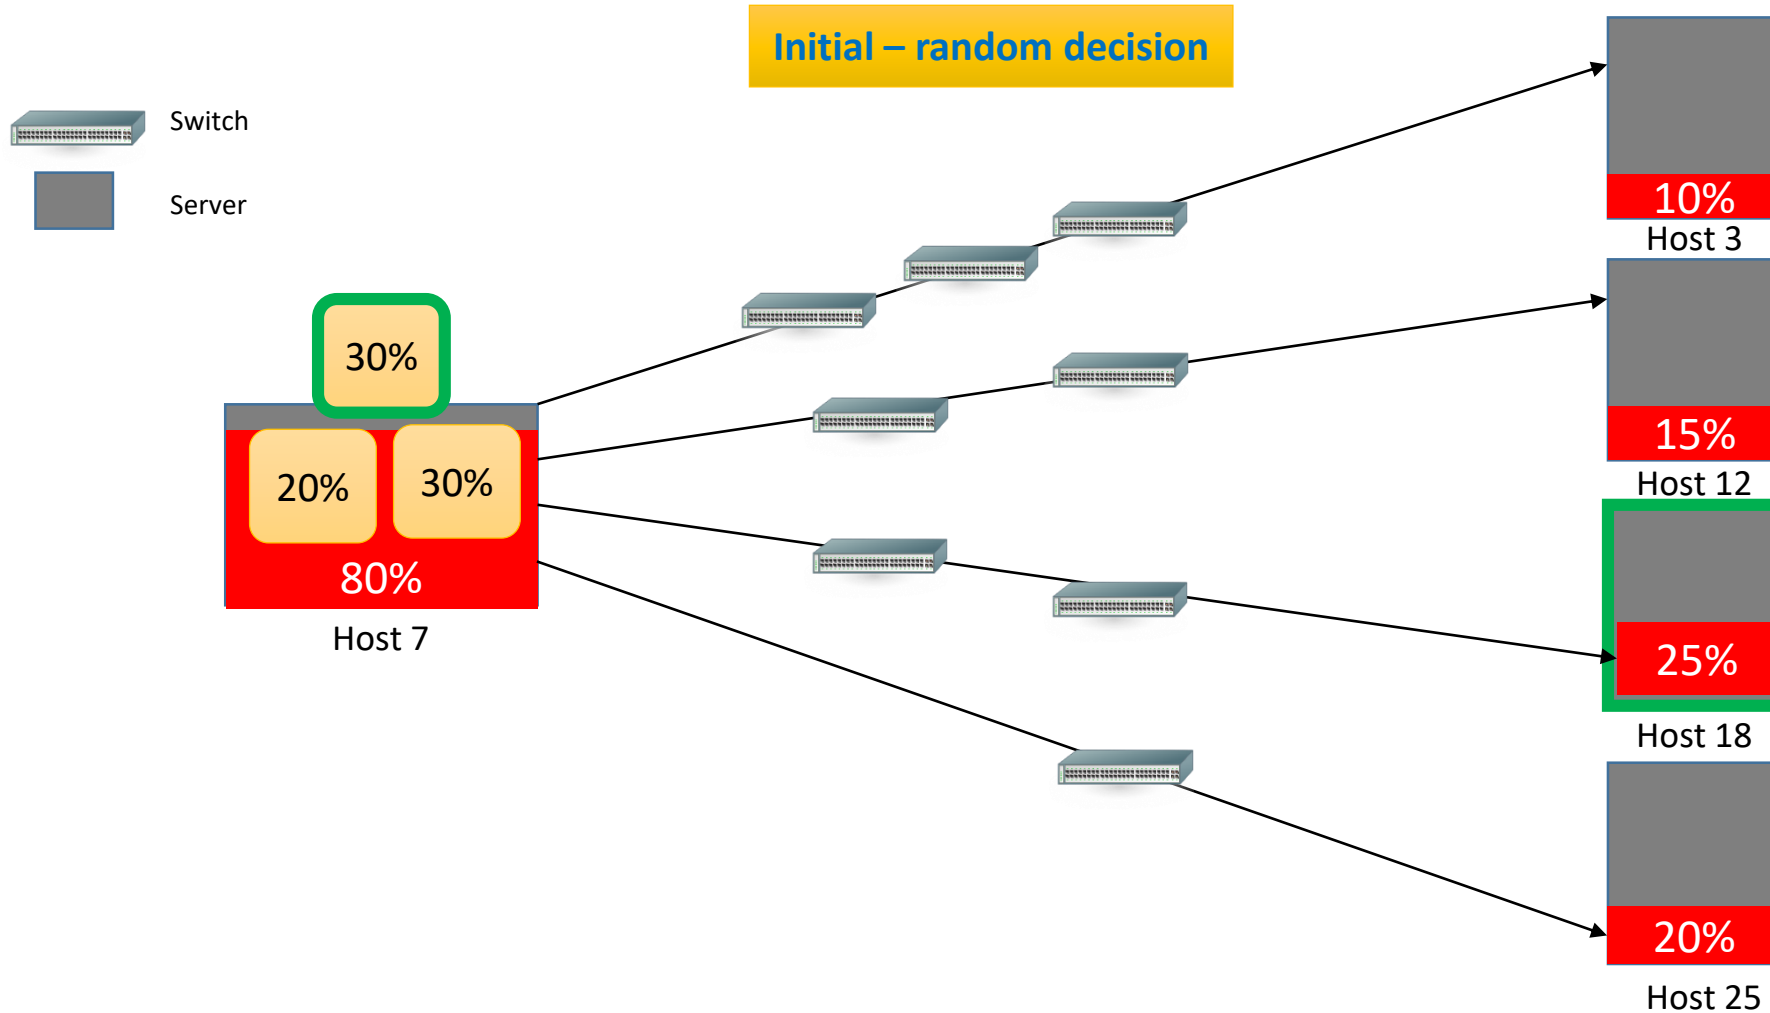 Initial – random decision
Switch
Server
10%
Host 3
30%
20%
30%
80%
Host 7
15%
Host 12
25%
Host 18
20%
Host 25